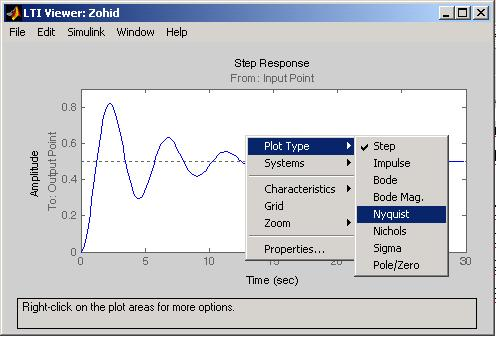 LTI Viewer: Zohid
File Edit Simulink Window Help
Step Response
From: Input Point
Amplitude
To: Output Point
0.8
0.6
0.4
0.2
0
0 5 10 15 30
Time (sec)
Plot Type
Systems
Characteristics
Grid
Zoom
Properties...
Step
Impulse
Bode
Bode Mag.
Nyquist
Nichols
Sigma
Pole/Zero
Right-click on the plot areas for more options.